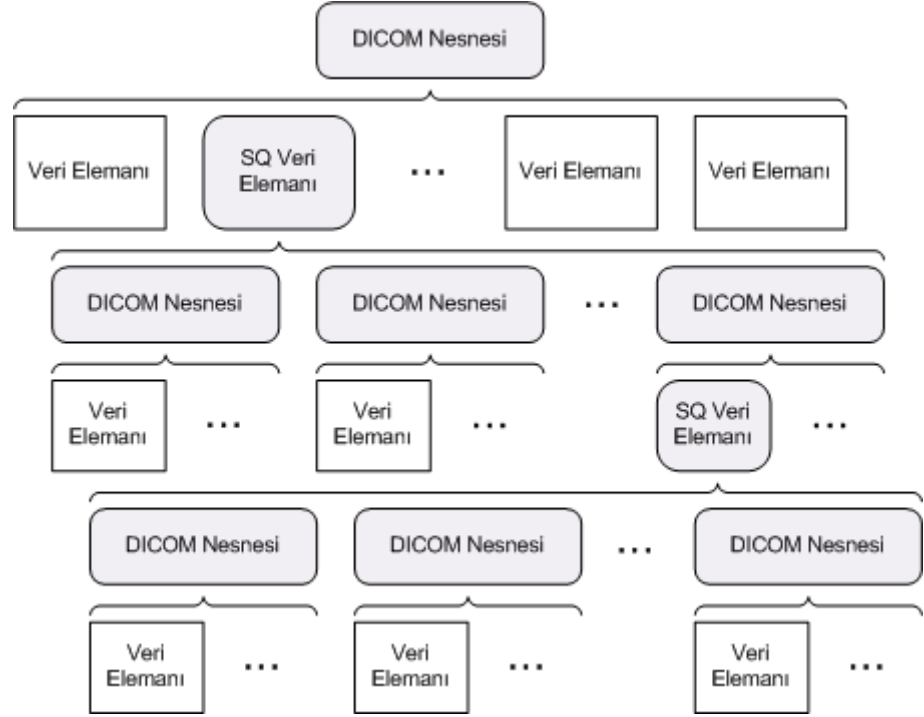 DICOM Nesnesi
Veri Elemanı
SQ Veri
Elemanı
...
Veri Elemanı
Veri Elemanı
DICOM Nesnesi
DICOM Nesnesi
...
DICOM Nesnesi
Veri
Elemanı
...
Veri
Elemanı
...
SQ Veri
Elemanı
...
DICOM Nesnesi
DICOM Nesnesi
...
DICOM Nesnesi
Veri
Elemanı
...
Veri
Elemanı
...
Veri
Elemanı
...